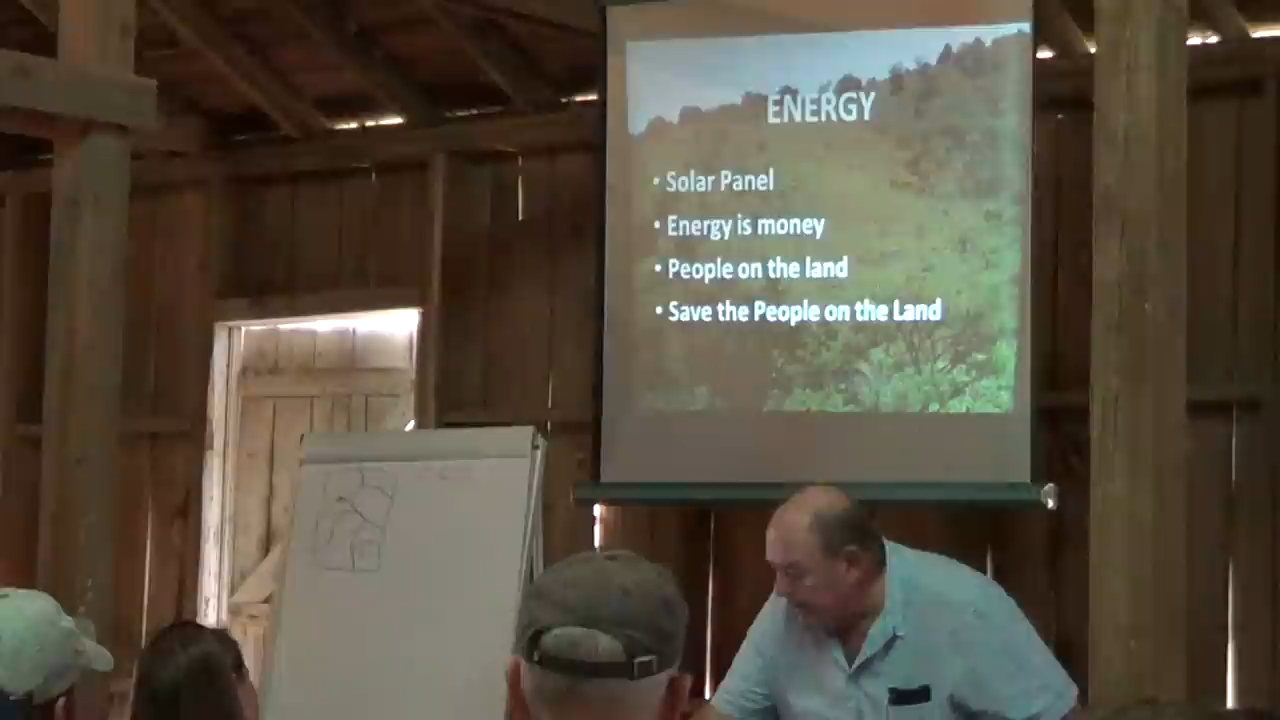 ENERGY
• Solar Panel
• Energy is money
• People on the land
• Save the People on the Land